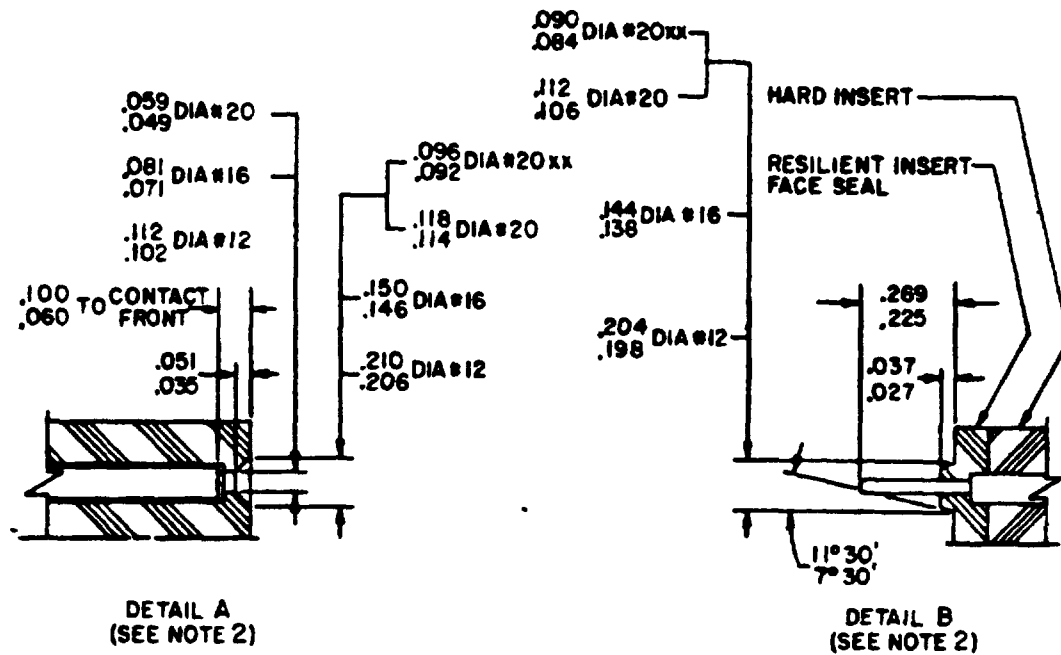 .059
.049 DIA #20
.081
.071 DIA #16
.112
.102 DIA #12
.100
.060 TO CONTACT FRONT
.051
.035
.096
.092 DIA #20xx
.118
.114 DIA #20
.150
.146 DIA #16
.210
.206 DIA #12
DETAIL A
(SEE NOTE 2)
.090
.084 DIA #20xx
.112
.106 DIA #20
.144
.138 DIA #16
.204
.198 DIA #12
HARD INSERT
RESILIENT INSERT
FACE SEAL
.269
.225
.037
.027
11° 30'
7° 30'
DETAIL B
(SEE NOTE 2)